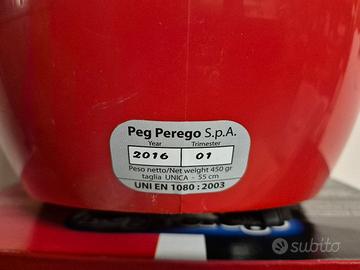 Peg Perego S.p.A.
Year Trimester
2016 01
Peso netto/Net weight 450 gr
taglia UNICA - 55 cm
UNI EN 1080 : 2003
subito